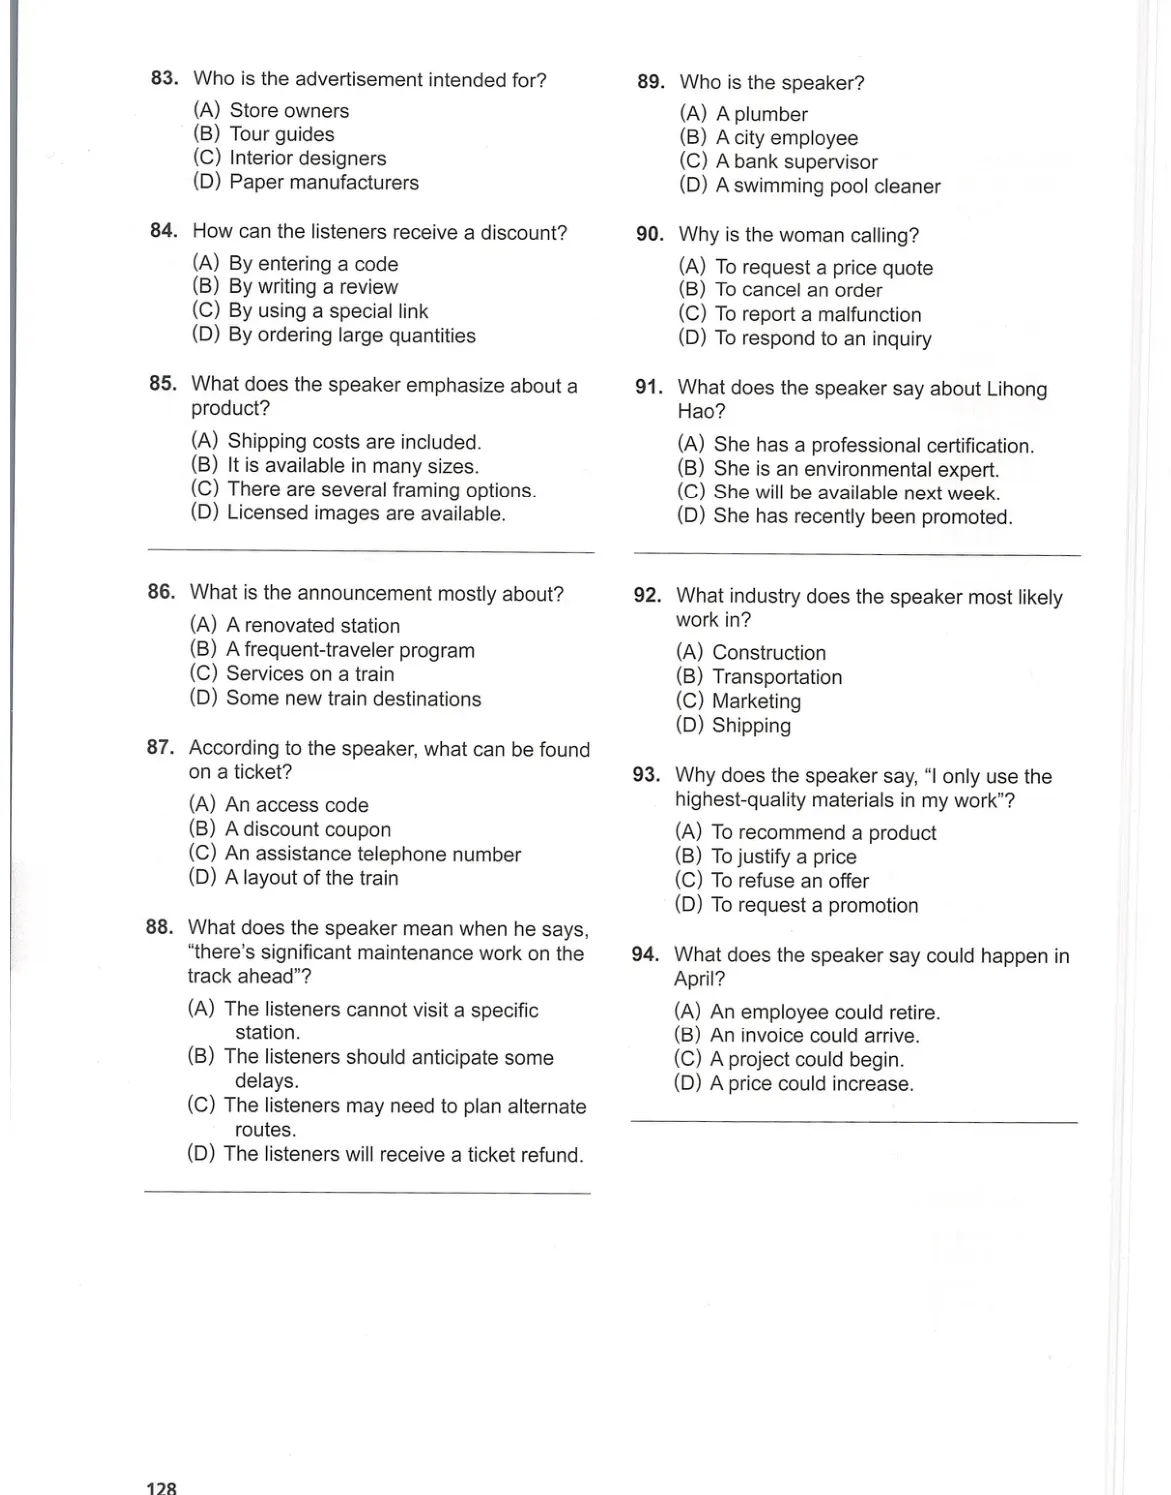 83. Who is the advertisement intended for?
(A) Store owners
(B) Tour guides
(C) Interior designers
(D) Paper manufacturers
84. How can the listeners receive a discount?
(A) By entering a code
(B) By writing a review
(C) By using a special link
(D) By ordering large quantities
85. What does the speaker emphasize about a
product?
(A) Shipping costs are included.
(B) It is available in many sizes.
(C) There are several framing options.
(D) Licensed images are available.
86. What is the announcement mostly about?
(A) A renovated station
(B) A frequent-traveler program
(C) Services on a train
(D) Some new train destinations
87. According to the speaker, what can be found
on a ticket?
(A) An access code
(B) A discount coupon
(C) An assistance telephone number
(D) A layout of the train
88. What does the speaker mean when he says,
“there’s significant maintenance work on the
track ahead”?
(A) The listeners cannot visit a specific
station.
(B) The listeners should anticipate some
delays.
(C) The listeners may need to plan alternate
routes.
(D) The listeners will receive a ticket refund.
89. Who is the speaker?
(A) A plumber
(B) A city employee
(C) A bank supervisor
(D) A swimming pool cleaner
90. Why is the woman calling?
(A) To request a price quote
(B) To cancel an order
(C) To report a malfunction
(D) To respond to an inquiry
91. What does the speaker say about Lihong
Hao?
(A) She has a professional certification.
(B) She is an environmental expert.
(C) She will be available next week.
(D) She has recently been promoted.
92. What industry does the speaker most likely
work in?
(A) Construction
(B) Transportation
(C) Marketing
(D) Shipping
93. Why does the speaker say, “I only use the
highest-quality materials in my work”?
(A) To recommend a product
(B) To justify a price
(C) To refuse an offer
(D) To request a promotion
94. What does the speaker say could happen in
April?
(A) An employee could retire.
(B) An invoice could arrive.
(C) A project could begin.
(D) A price could increase.
128